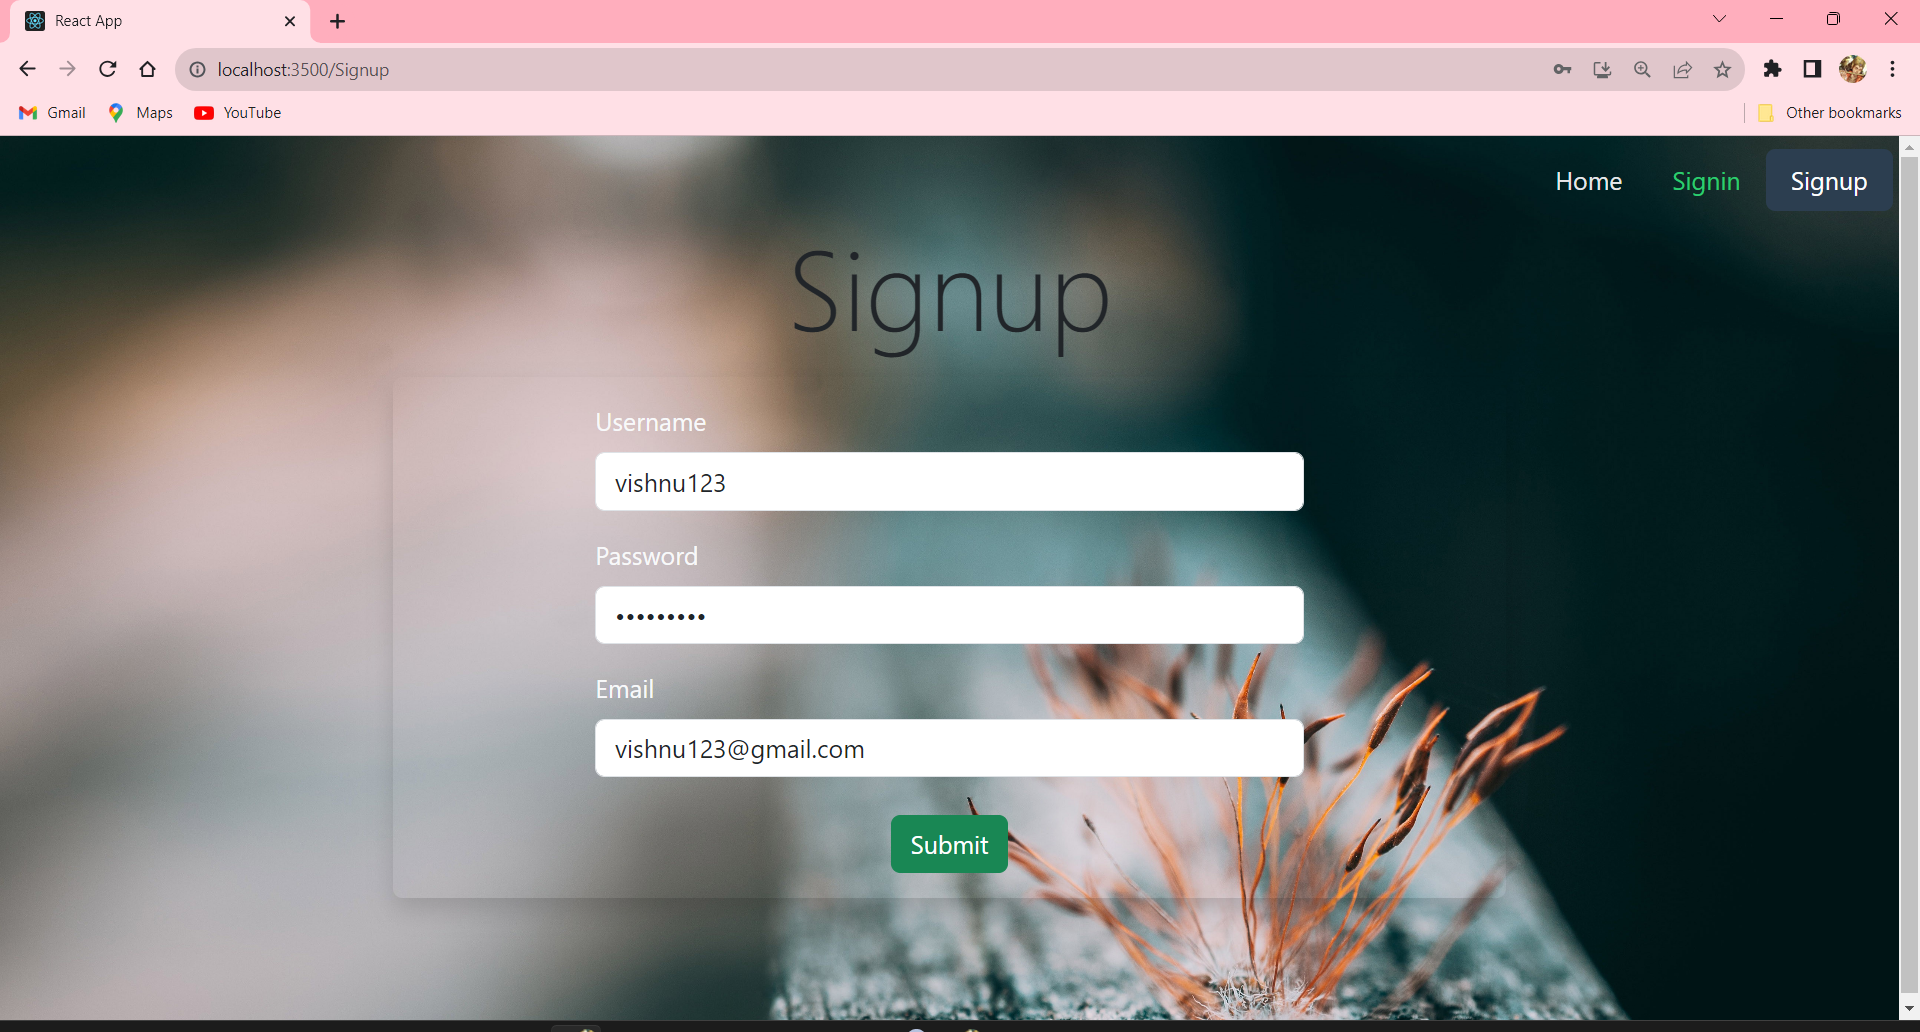 React App
localhost:3500/Signup
Gmail Maps YouTube Other bookmarks
Home Signin Signup
Signup
Username
vishnu123
Password
•••••••••
Email
vishnu123@gmail.com
Submit